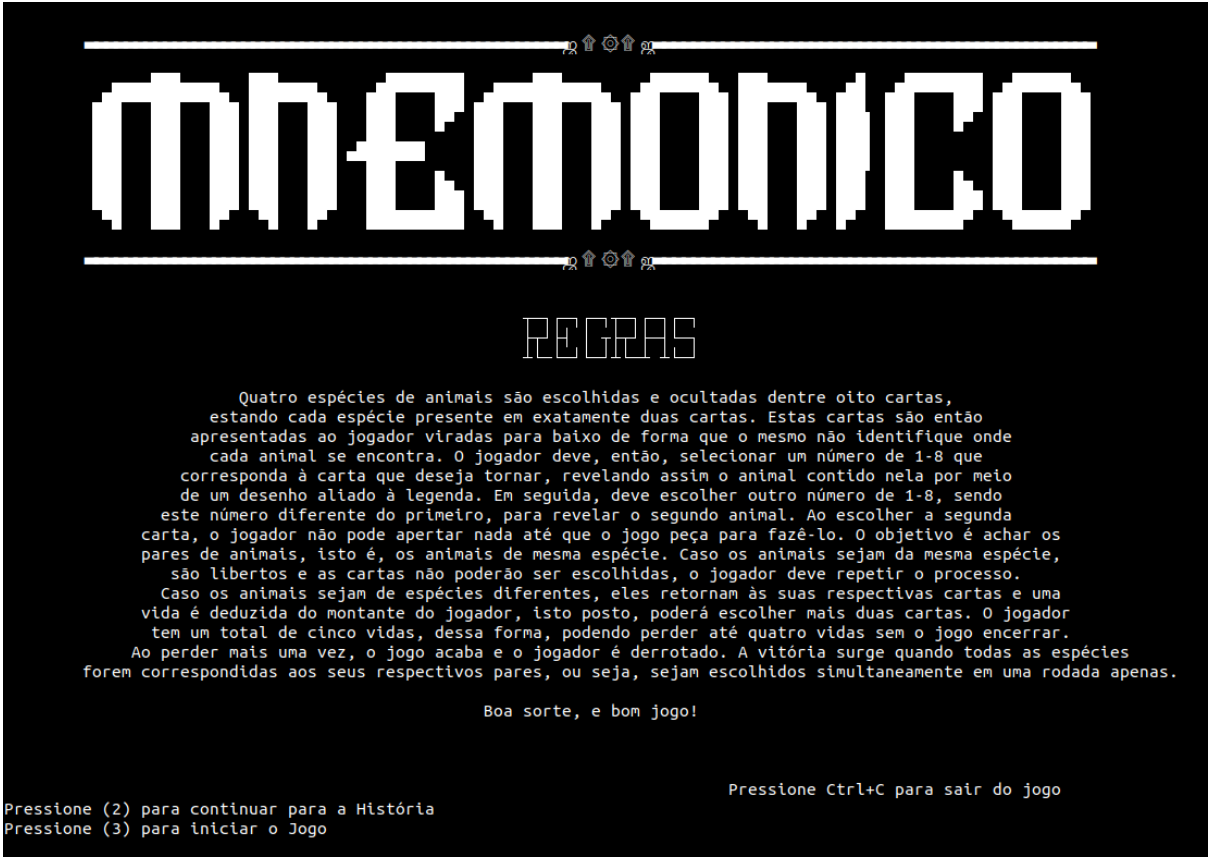 MNEMONICO
REGRAS
Quatro espécies de animais são escolhidas e ocultadas dentre oito cartas,
estando cada espécie presente em exatamente duas cartas. Estas cartas são então
apresentadas ao jogador viradas para baixo de forma que o mesmo não identifique onde
cada animal se encontra. O jogador deve, então, selecionar um número de 1-8 que
corresponda à carta que deseja tornar, revelando assim o animal contido nela por meio
de um desenho aliado à legenda. Em seguida, deve escolher outro número de 1-8, sendo
este número diferente do primeiro, para revelar o segundo animal. Ao escolher a segunda
carta, o jogador não pode apertar nada até que o jogo peça para fazê-lo. O objetivo é achar os
pares de animais, isto é, os animais de mesma espécie. Caso os animais sejam da mesma espécie,
são libertos e as cartas não poderão ser escolhidas, o jogador deve repetir o processo.
Caso os animais sejam de espécies diferentes, eles retornam às suas respectivas cartas e uma
vida é deduzida do montante do jogador, isto posto, poderá escolher mais duas cartas. O jogador
tem um total de cinco vidas, dessa forma, podendo perder até quatro vidas sem o jogo encerrar.
Ao perder mais uma vez, o jogo acaba e o jogador é derrotado. A vitória surge quando todas as espécies
forem correspondidas aos seus respectivos pares, ou seja, sejam escolhidos simultaneamente em uma rodada apenas.
Boa sorte, e bom jogo!
Pressione Ctrl+C para sair do jogo
Pressione (2) para continuar para a História
Pressione (3) para iniciar o Jogo